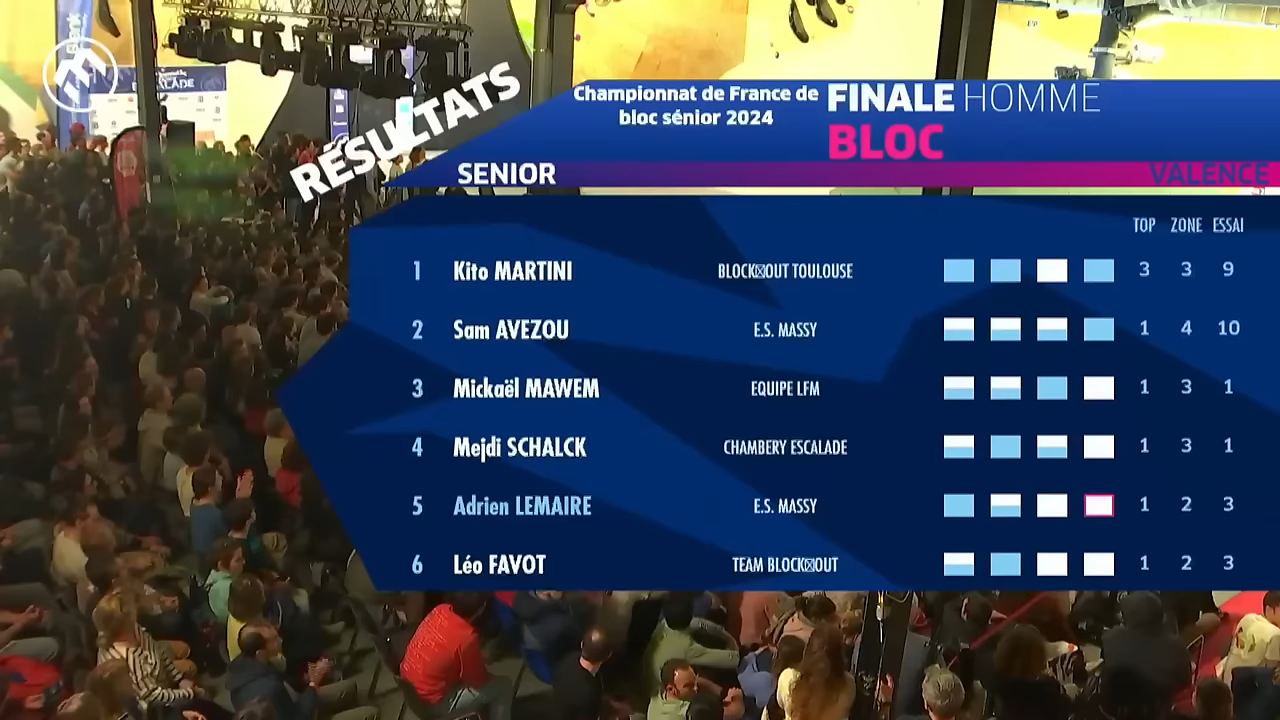 RÉSULTATS
Championnat de France de
bloc sénior 2024
FINALE HOMME
BLOC
SENIOR
VALENCE
TOP ZONE ESSAI
1 Kito MARTINI BLOCK☒OUT TOULOUSE 3 3 9
2 Sam AVEZOU E.S. MASSY 1 4 10
3 Mickaël MAWEM EQUIPE LFM 1 3 1
4 Mejdi SCHALCK CHAMBERY ESCALADE 1 3 1
5 Adrien LEMAIRE E.S. MASSY 1 2 3
6 Léo FAVOT TEAM BLOCK☒OUT 1 2 3